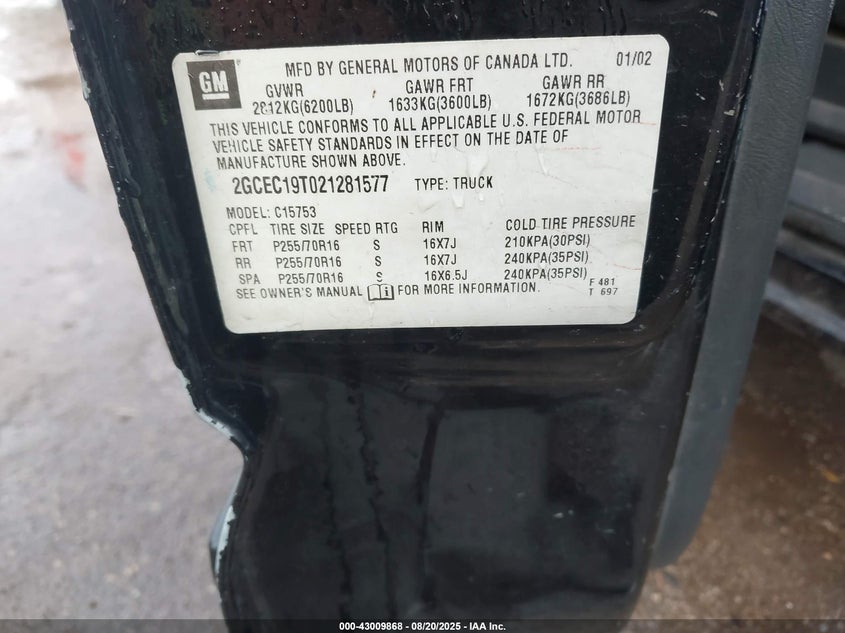 GM
MFD BY GENERAL MOTORS OF CANADA LTD. 01/02
GVWR GAWR FRT GAWR RR
2812KG(6200LB) 1633KG(3600LB) 1672KG(3686LB)
THIS VEHICLE CONFORMS TO ALL APPLICABLE U.S. FEDERAL MOTOR
VEHICLE SAFETY STANDARDS IN EFFECT ON THE DATE OF
MANUFACTURE SHOWN ABOVE.
2GCEC19T021281577 TYPE: TRUCK
MODEL: C15753
CPFL TIRE SIZE SPEED RTG RIM COLD TIRE PRESSURE
FRT P255/70R16 S 16X7J 210KPA(30PSI)
RR P255/70R16 S 16X7J 240KPA(35PSI)
SPA P255/70R16 S 16X6.5J 240KPA(35PSI)
SEE OWNER'S MANUAL FOR MORE INFORMATION. F 481
T 697
000-43009868 - 08/20/2025 - IAA Inc.